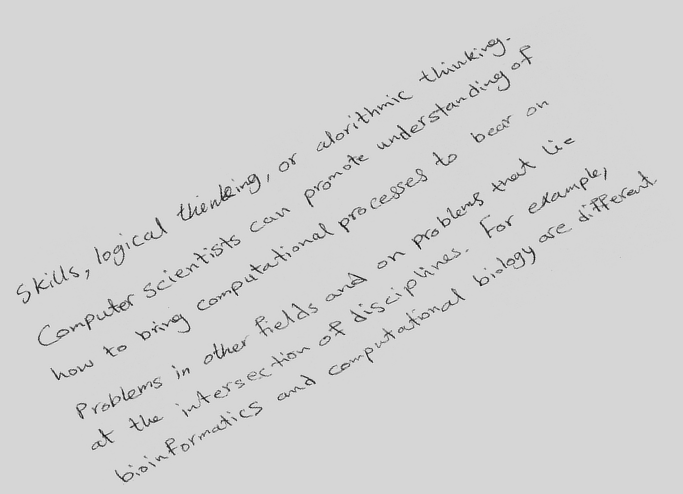 Skills, logical thinking, or alorithmic thinking.
Computer scientists can promote understanding of
how to bring computational processes to bear on
Problems in other fields and on problems that lie
at the intersection of disciplines. For example,
bioinformatics and computational biology are different